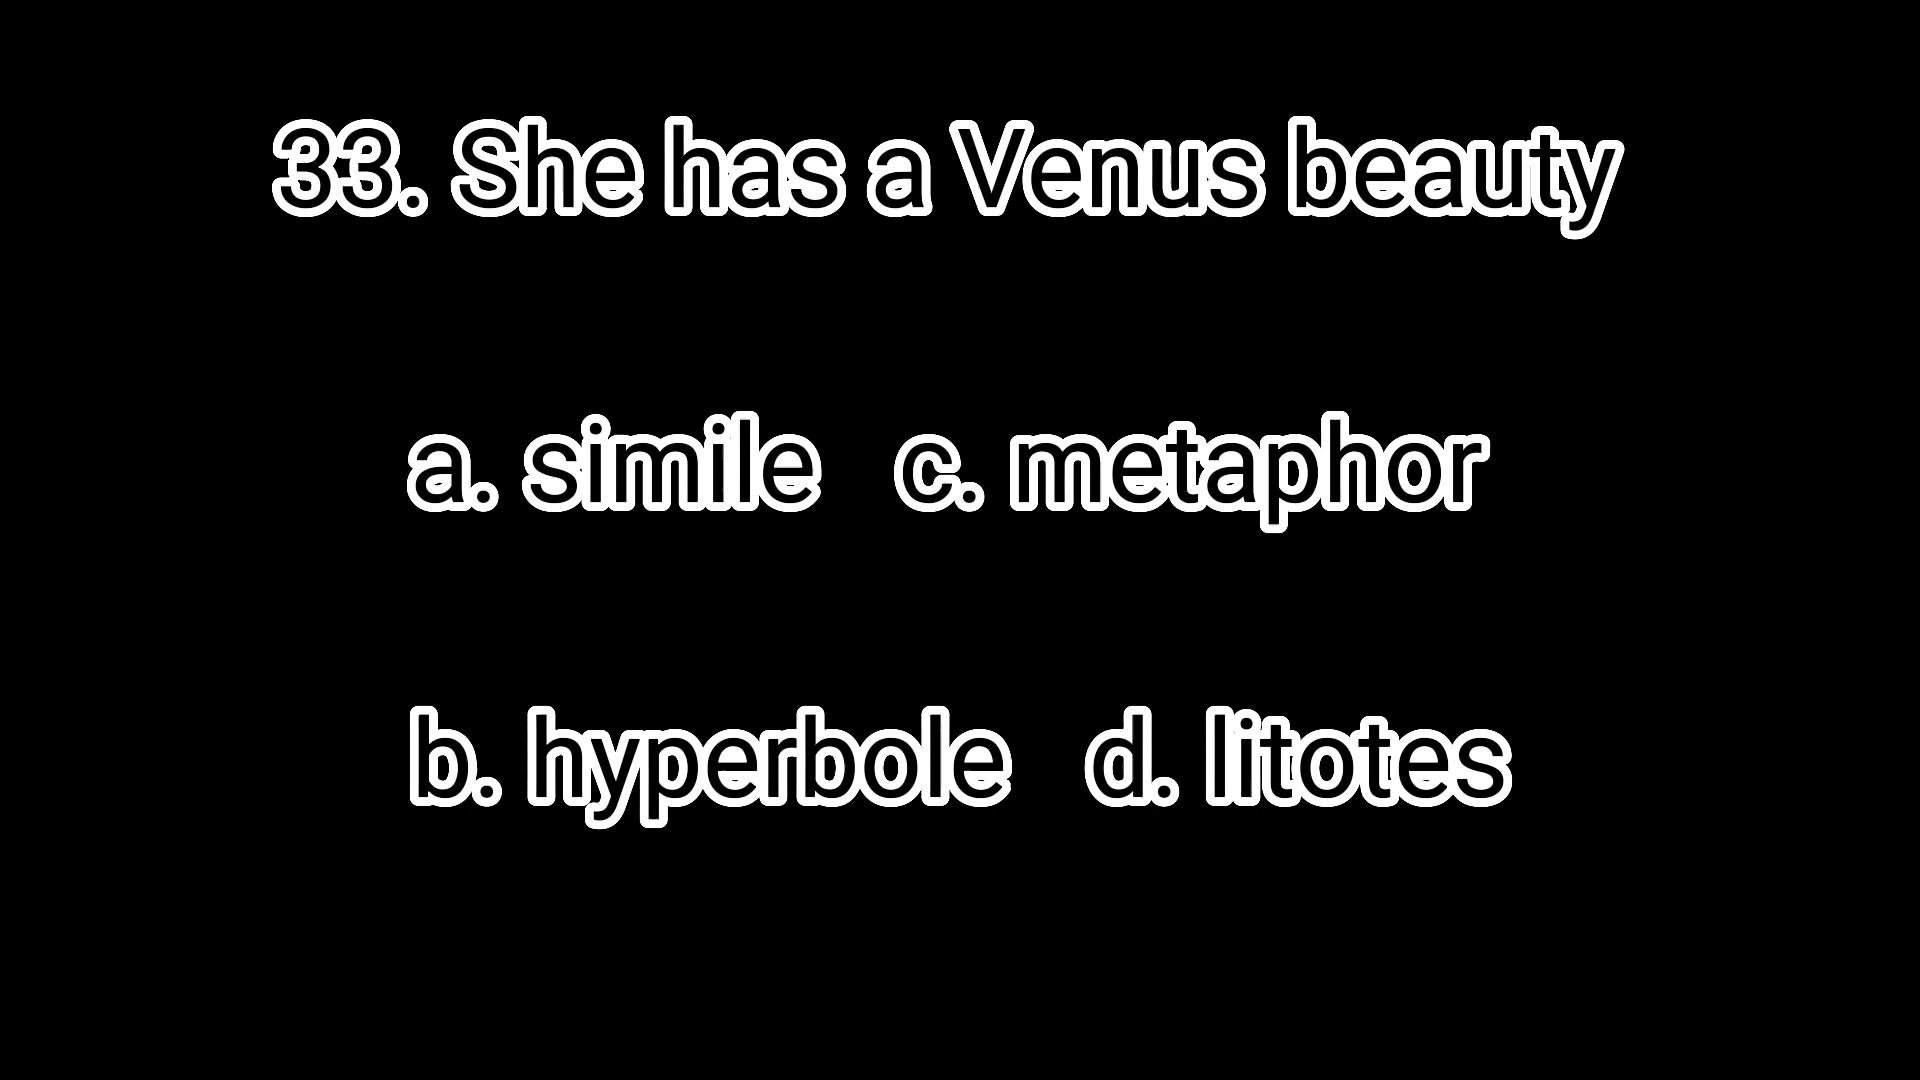 33. She has a Venus beauty
a. simile c. metaphor
b. hyperbole d. litotes